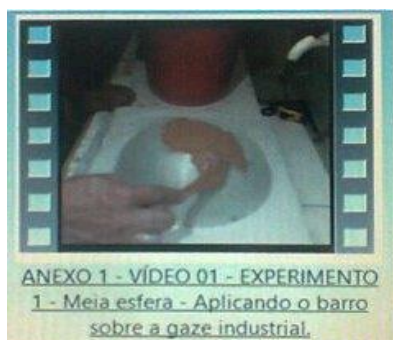 ANEXO 1 - VÍDEO 01 - EXPERIMENTO
1 - Meia esfera - Aplicando o barro
sobre a gaze industrial.